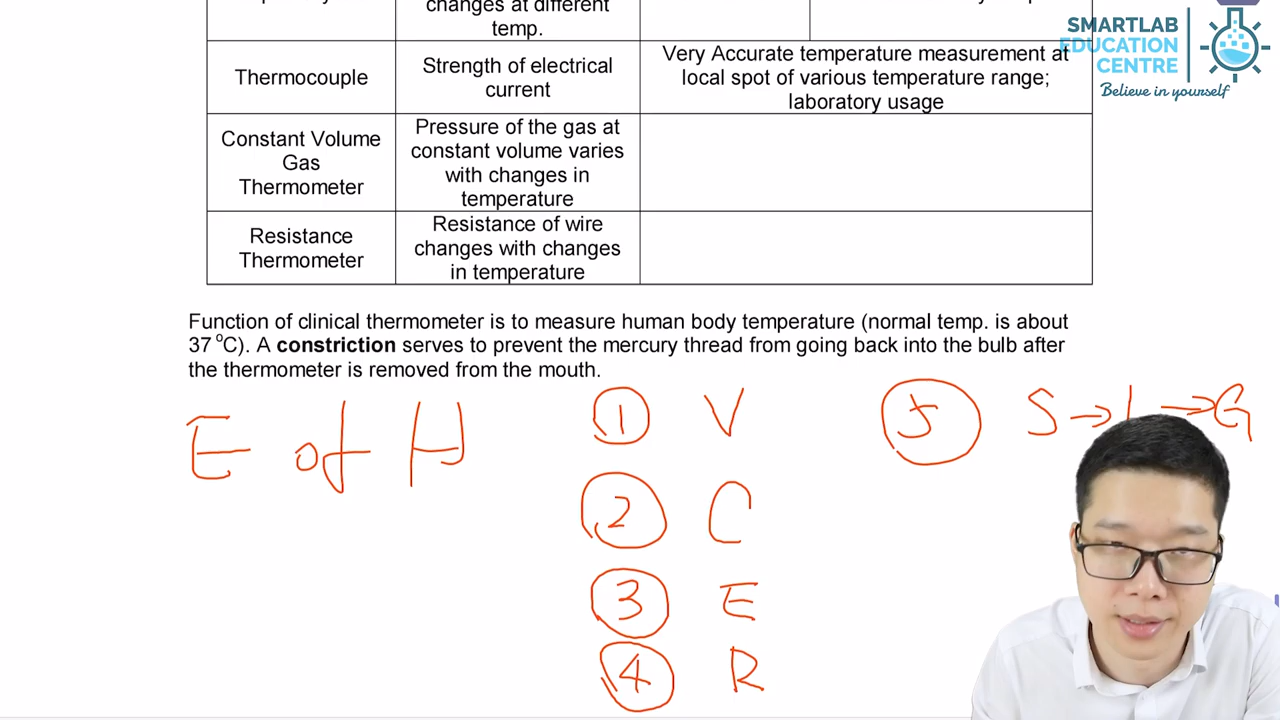 changes at different
temp.
SMARTLAB
EDUCATION
CENTRE
Believe in yourself
Thermocouple
Strength of electrical
current
Very Accurate temperature measurement at
local spot of various temperature range;
laboratory usage
Constant Volume
Gas
Thermometer
Pressure of the gas at
constant volume varies
with changes in
temperature
Resistance
Thermometer
Resistance of wire
changes with changes
in temperature
Function of clinical thermometer is to measure human body temperature (normal temp. is about
37 °C). A constriction serves to prevent the mercury thread from going back into the bulb after
the thermometer is removed from the mouth.
E of H
1 V
2 C
3 E
4 R
5 S → L → G